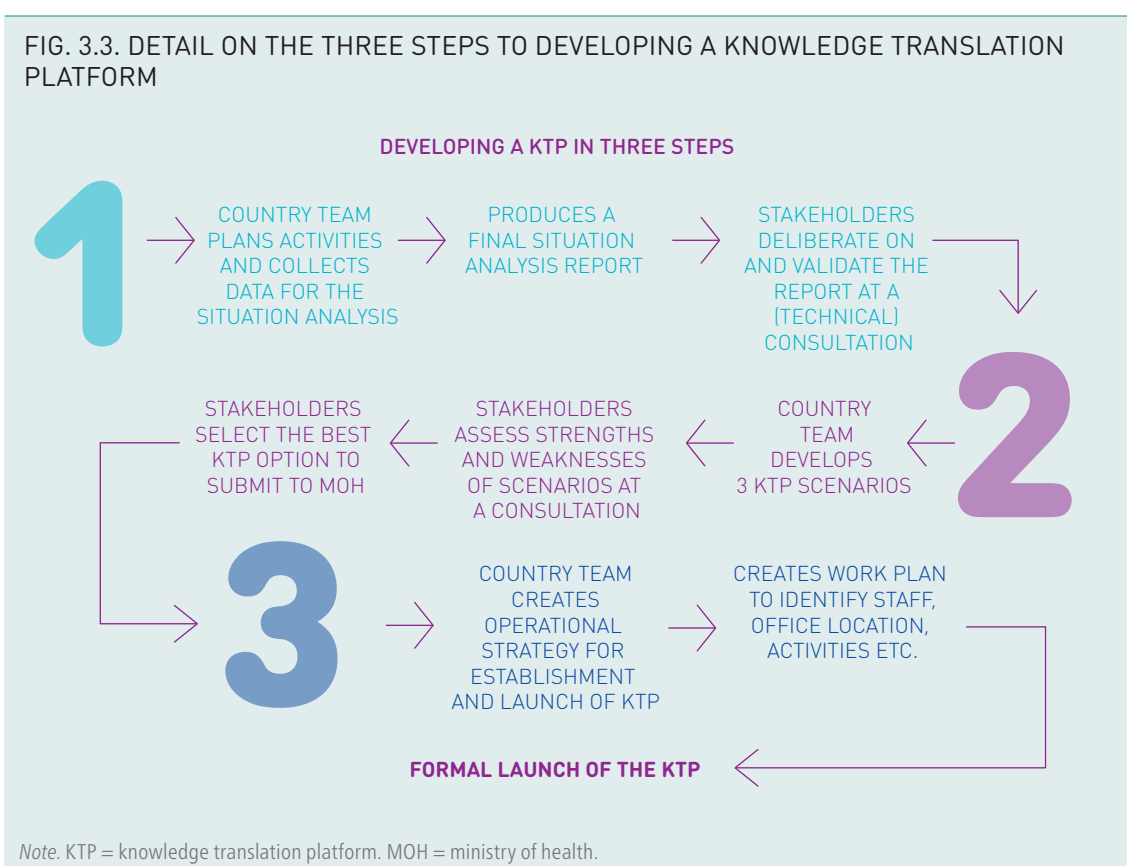 FIG. 3.3. DETAIL ON THE THREE STEPS TO DEVELOPING A KNOWLEDGE TRANSLATION
PLATFORM
DEVELOPING A KTP IN THREE STEPS
1
COUNTRY TEAM
PLANS ACTIVITIES
AND COLLECTS
DATA FOR THE
SITUATION ANALYSIS
PRODUCES A
FINAL SITUATION
ANALYSIS REPORT
STAKEHOLDERS
DELIBERATE ON
AND VALIDATE THE
REPORT AT A
(TECHNICAL)
CONSULTATION
2
COUNTRY
TEAM
DEVELOPS
3 KTP SCENARIOS
STAKEHOLDERS
ASSESS STRENGTHS
AND WEAKNESSES
OF SCENARIOS AT
A CONSULTATION
STAKEHOLDERS
SELECT THE BEST
KTP OPTION TO
SUBMIT TO MOH
3
COUNTRY TEAM
CREATES
OPERATIONAL
STRATEGY FOR
ESTABLISHMENT
AND LAUNCH OF KTP
CREATES WORK PLAN
TO IDENTIFY STAFF,
OFFICE LOCATION,
ACTIVITIES ETC.
FORMAL LAUNCH OF THE KTP
Note. KTP = knowledge translation platform. MOH = ministry of health.